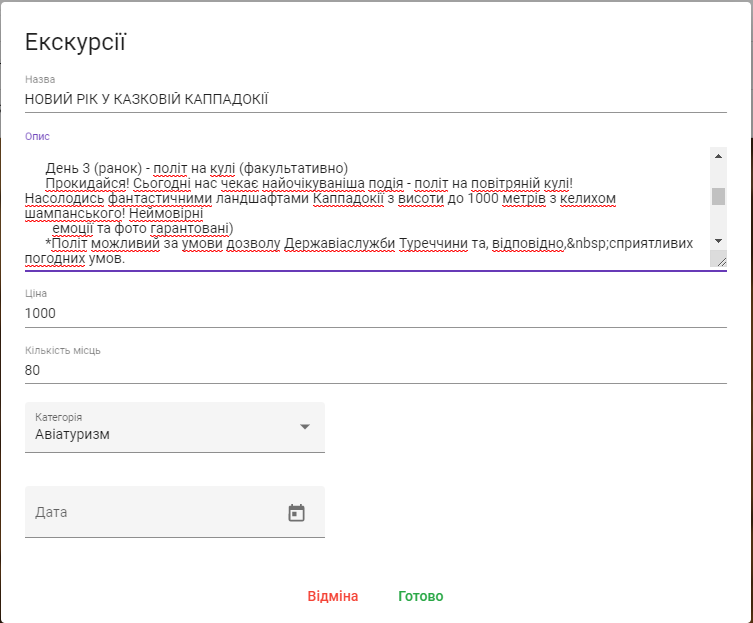 Екскурсії
Назва
НОВИЙ РІК У КАЗКОВІЙ КАППАДОКІЇ
Опис
День 3 (ранок) - політ на кулі (факультативно)
Прокидайся! Сьогодні нас чекає найочікуваніша подія - політ на повітряній кулі!
Насолодись фантастичними ландшафтами Каппадокії з висоти до 1000 метрів з келихом
шампанського! Неймовірні
емоції та фото гарантовані)
*Політ можливий за умови дозволу Державіаслужби Туреччини та, відповідно,&nbsp;сприятливих
погодних умов.
Ціна
1000
Кількість місць
80
Категорія
Авіатуризм
Дата
Відміна Готово